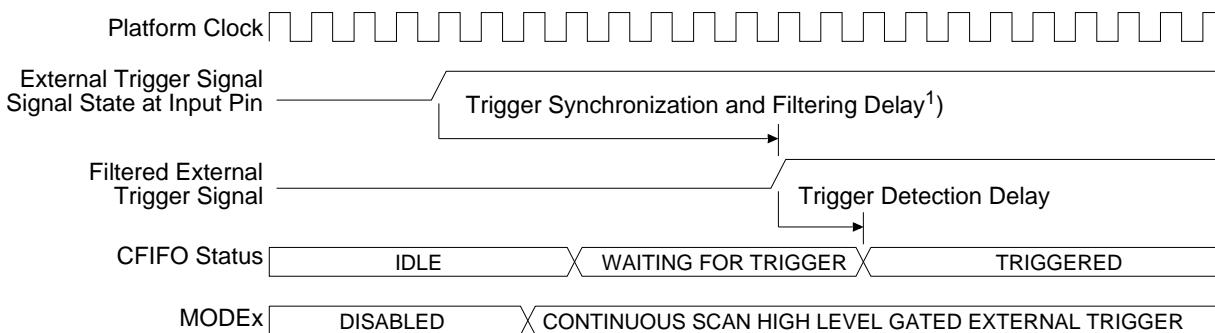 Platform Clock
External Trigger Signal
Signal State at Input Pin
Trigger Synchronization and Filtering Delay1)
Filtered External
Trigger Signal
Trigger Detection Delay
CFIFO Status
IDLE
WAITING FOR TRIGGER
TRIGGERED
MODEx
DISABLED
CONTINUOUS SCAN HIGH LEVEL GATED EXTERNAL TRIGGER